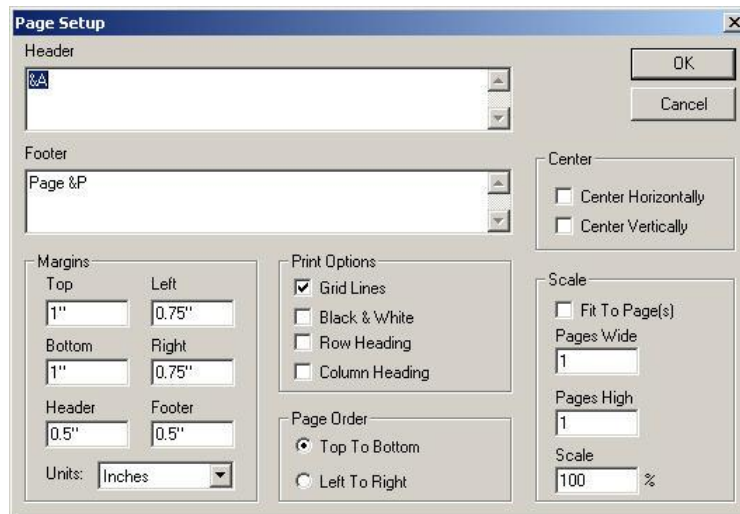 Page Setup
Header
&A
OK
Cancel
Footer
Page &P
Center
Center Horizontally
Center Vertically
Margins
Top Left
1" 0.75"
Bottom Right
1" 0.75"
Header Footer
0.5" 0.5"
Units: Inches
Print Options
Grid Lines
Black & White
Row Heading
Column Heading
Page Order
Top To Bottom
Left To Right
Scale
Fit To Page(s)
Pages Wide
1
Pages High
1
Scale
100 %